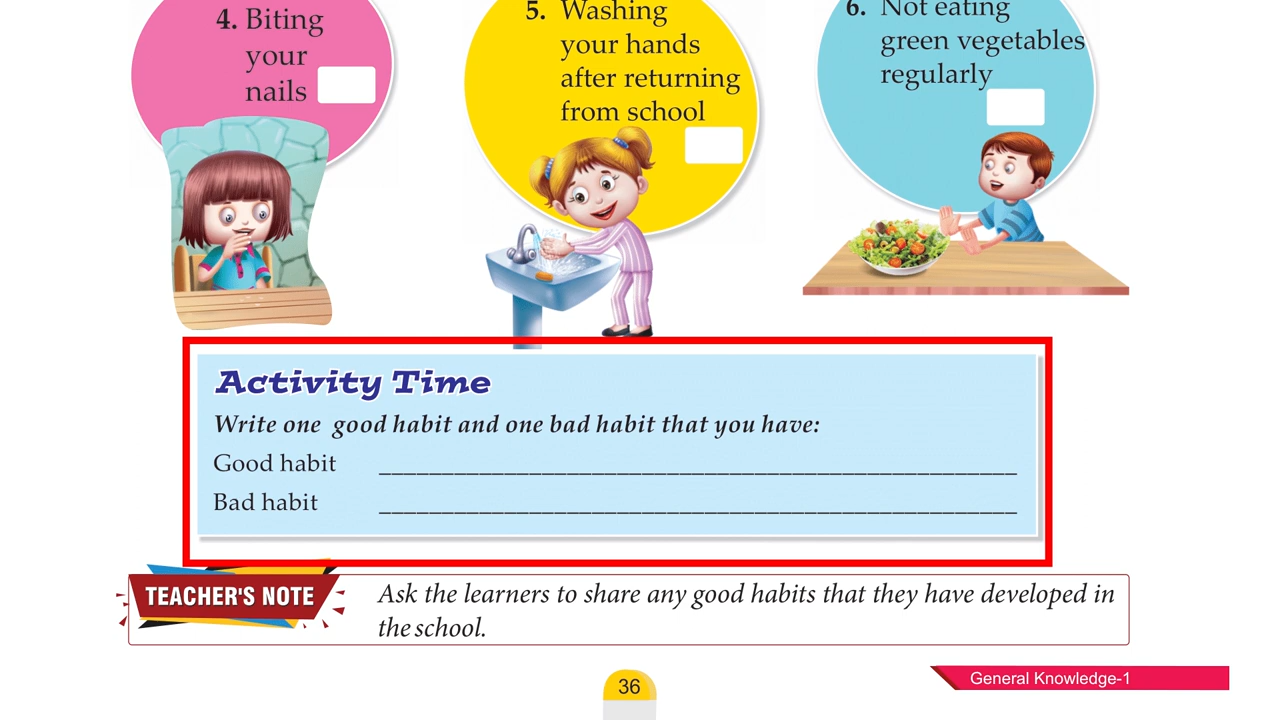 4. Biting
your
nails
5. Washing
your hands
after returning
from school
6. Not eating
green vegetables
regularly
Activity Time
Write one good habit and one bad habit that you have:
Good habit ____________________________________________________
Bad habit ____________________________________________________
TEACHER'S NOTE
Ask the learners to share any good habits that they have developed in
the school.
36
General Knowledge-1